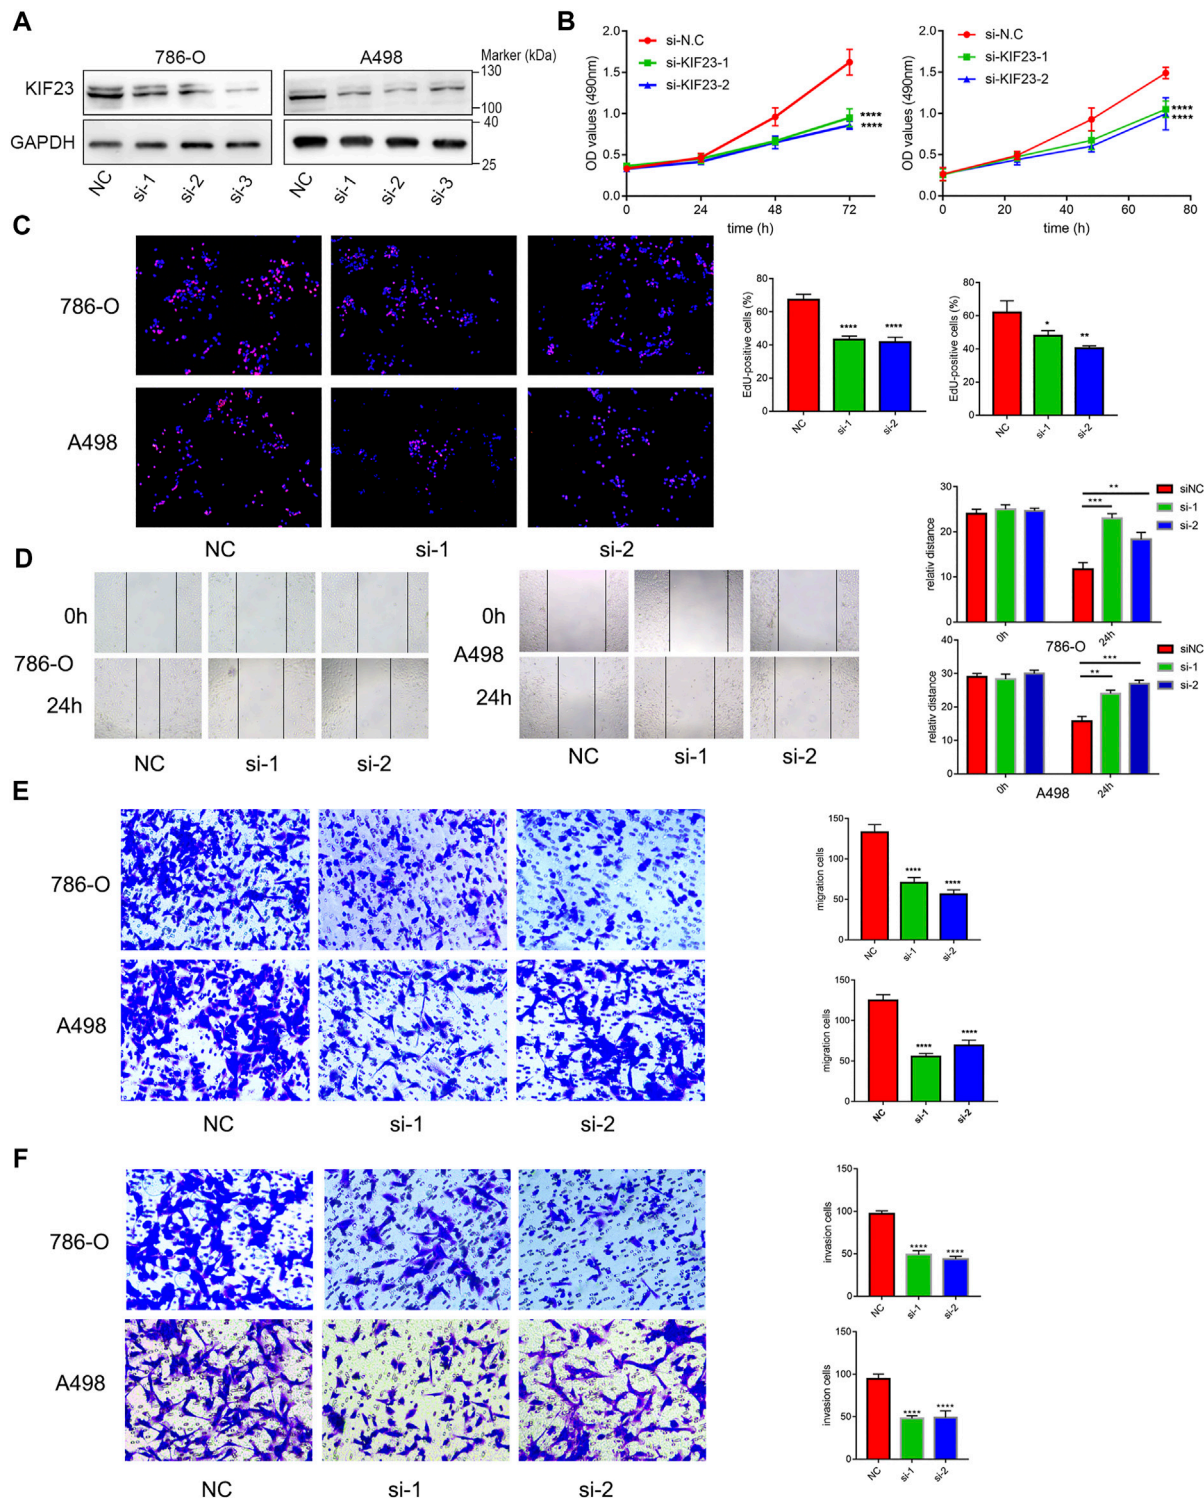 A
786-O
A498
Marker (kDa)
KIF23
130
100
GAPDH
40
25
NC
si-1
si-2
si-3
NC
si-1
si-2
si-3
B
OD values (490nm)
2.0
1.5
1.0
0.5
0.0
si-N.C
si-KIF23-1
si-KIF23-2
****
****
0
24
48
72
time (h)
OD values (490nm)
2.0
1.5
1.0
0.5
0.0
si-N.C
si-KIF23-1
si-KIF23-2
****
****
0
20
40
60
80
time (h)
C
786-O
A498
NC
si-1
si-2
EdU-positive cells (%)
80
60
40
20
0
****
****
NC
si-1
si-2
EdU-positive cells (%)
80
60
40
20
0
*
**
NC
si-1
si-2
D
0h
786-O
24h
NC
si-1
si-2
0h
A498
24h
NC
si-1
si-2
relativ distance
30
20
10
0
**
***
siNC
si-1
si-2
0h
24h
786-O
relativ distance
40
30
20
10
0
***
**
siNC
si-1
si-2
0h
24h
A498
E
786-O
A498
NC
si-1
si-2
migration cells
150
100
50
0
****
****
NC
si-1
si-2
migration cells
150
100
50
0
****
****
NC
si-1
si-2
F
786-O
A498
NC
si-1
si-2
invasion cells
150
100
50
0
****
****
NC
si-1
si-2
invasion cells
150
100
50
0
****
****
NC
si-1
si-2